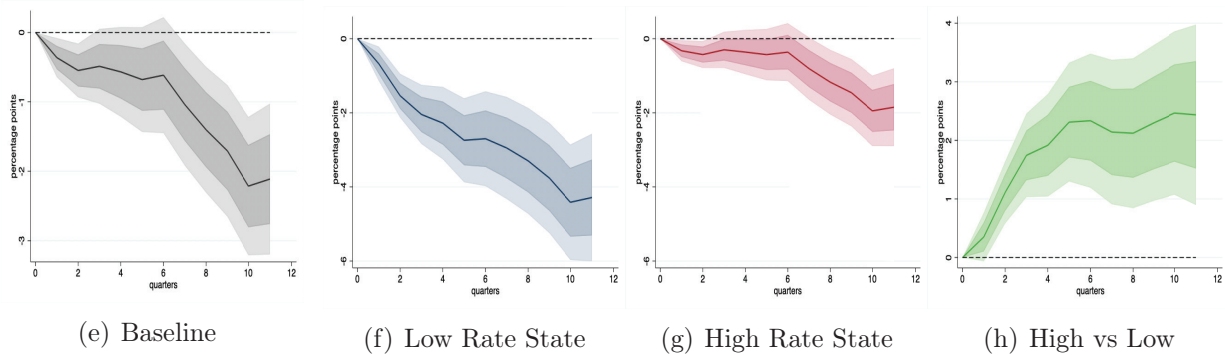 percentage points
0
-1
-2
-3
0 2 4 6 8 10 12
quarters
(e) Baseline
percentage points
0
-2
-4
-6
0 2 4 6 8 10 12
quarters
(f) Low Rate State
percentage points
0
-2
-4
-6
0 2 4 6 8 10 12
quarters
(g) High Rate State
percentage points
4
3
2
1
0
0 2 4 6 8 10 12
quarters
(h) High vs Low